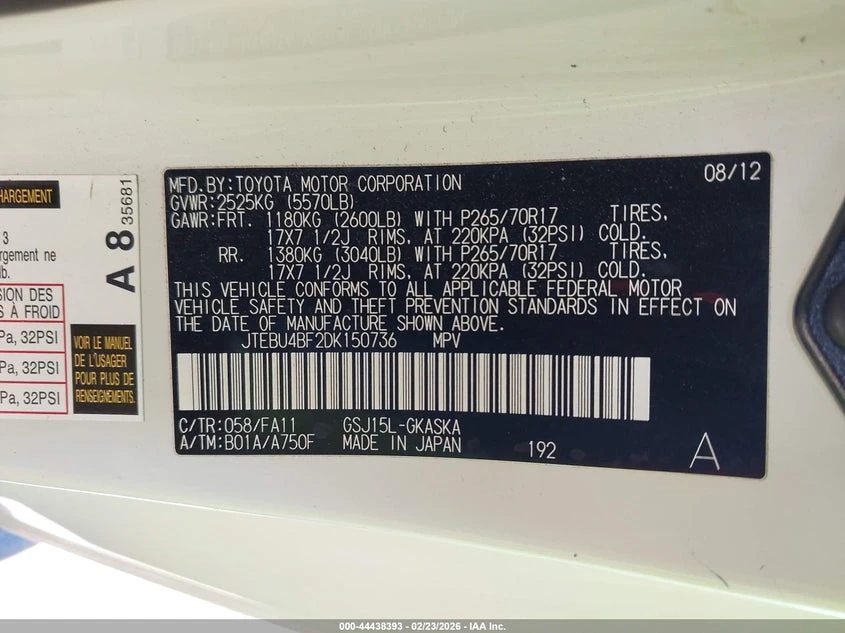 HARGEMENT
3
rgement ne
lb.
SION DES
S À FROID
Pa, 32PSI
Pa, 32PSI
Pa, 32PSI
A 8 35681
VOIR LE MANUEL
DE L'USAGER
POUR PLUS DE
RENSEIGNEMENTS.
08/12
MFD.BY:TOYOTA MOTOR CORPORATION
GVWR:2525KG (5570LB)
GAWR:FRT. 1180KG (2600LB) WITH P265/70R17 TIRES,
17X7 1/2J RIMS, AT 220KPA (32PSI) COLD.
RR. 1380KG (3040LB) WITH P265/70R17 TIRES,
17X7 1/2J RIMS, AT 220KPA (32PSI) COLD.
THIS VEHICLE CONFORMS TO ALL APPLICABLE FEDERAL MOTOR
VEHICLE SAFETY AND THEFT PREVENTION STANDARDS IN EFFECT ON
THE DATE OF MANUFACTURE SHOWN ABOVE.
JTEBU4BF2DK150736 MPV
C/TR:058/FA11 GSJ15L-GKASKA
A/TM:B01A/A750F MADE IN JAPAN 192 A
000-44438393 - 02/23/2026 - IAA Inc.